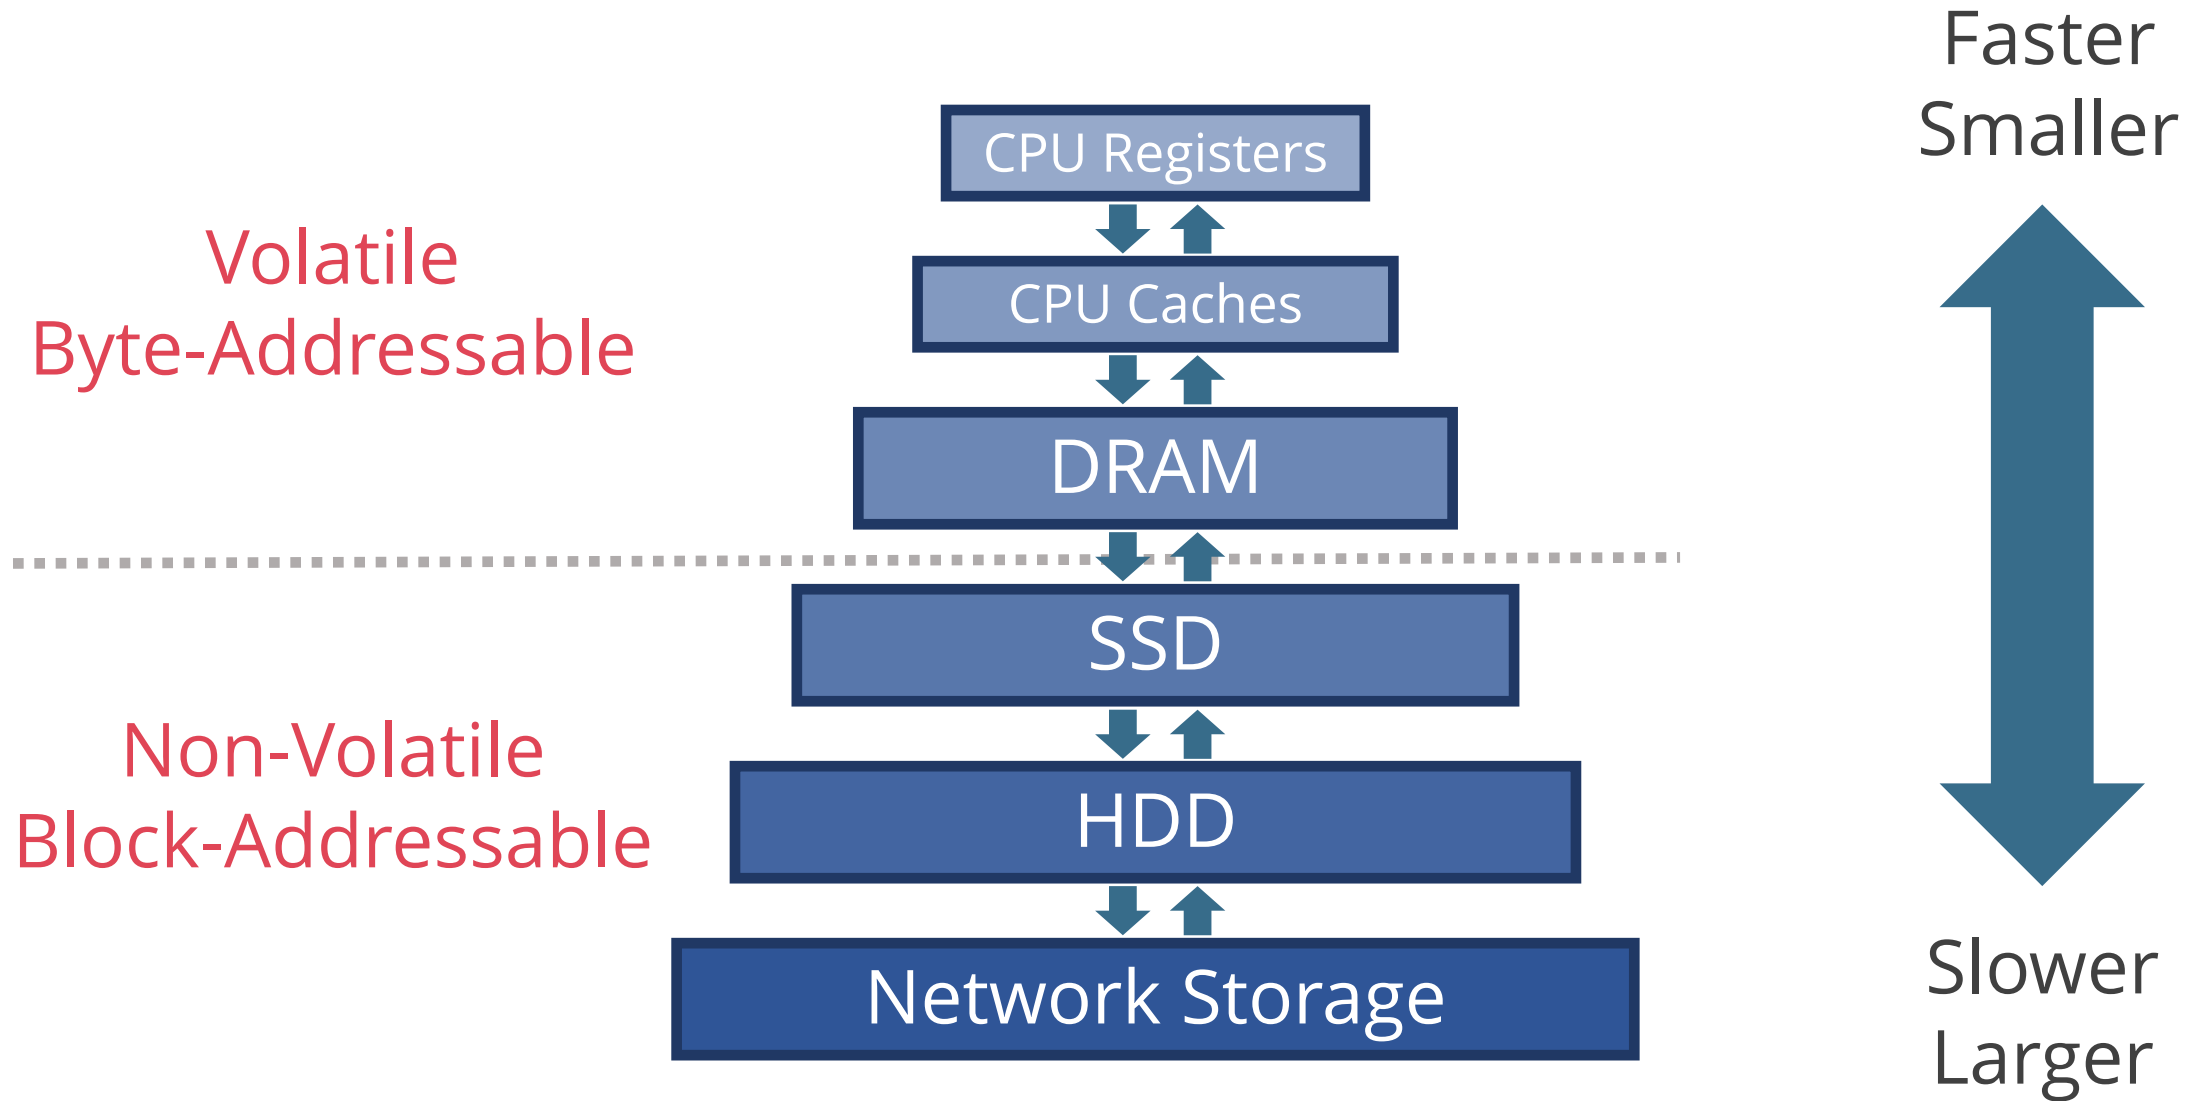 Faster
Smaller
CPU Registers
Volatile
Byte-Addressable
CPU Caches
DRAM
SSD
Non-Volatile
Block-Addressable
HDD
Network Storage
Slower
Larger